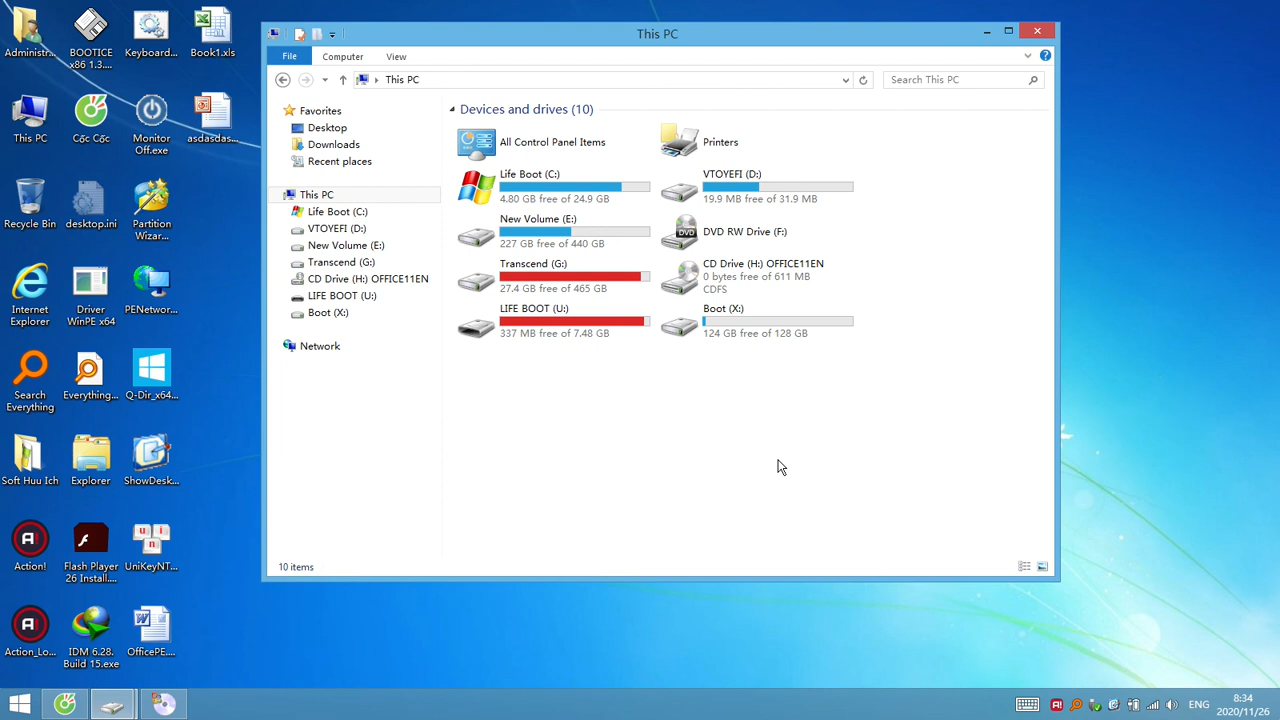 This PC
File
Computer
View
This PC
Search This PC
Favorites
Desktop
Downloads
Recent places
This PC
Life Boot (C:)
VTOYEFI (D:)
New Volume (E:)
Transcend (G:)
CD Drive (H:) OFFICE11EN
LIFE BOOT (U:)
Boot (X:)
Network
Devices and drives (10)
All Control Panel Items
Printers
Life Boot (C:)
4.80 GB free of 24.9 GB
VTOYEFI (D:)
19.9 MB free of 31.9 MB
New Volume (E:)
227 GB free of 440 GB
DVD
DVD RW Drive (F:)
Transcend (G:)
27.4 GB free of 465 GB
CD Drive (H:) OFFICE11EN
0 bytes free of 611 MB
CDFS
LIFE BOOT (U:)
337 MB free of 7.48 GB
Boot (X:)
124 GB free of 128 GB
10 items
Administr...
BOOTICE
x86 1.3....
Keyboard...
Book1.xls
This PC
Cốc Cốc
Monitor
Off.exe
asdasdas...
Recycle Bin
desktop.ini
Partition
Wizar...
Internet
Explorer
Driver
WinPE x64
PENetwor...
Search
Everything
Everything...
Q-Dir_x64...
Soft Huu Ich
Explorer
ShowDesk...
Action!
Flash Player
26 Install....
UniKeyNT...
Action_Lo...
IDM 6.28.
Build 15.exe
OfficePE....
ENG
8:34
2020/11/26